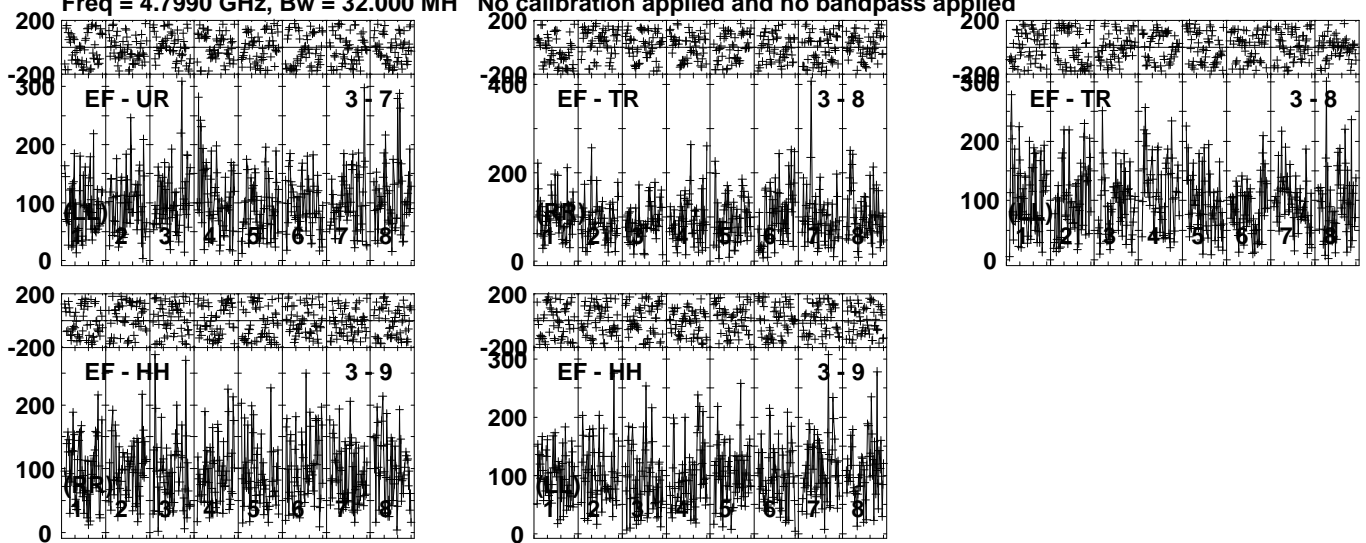 Freq = 4.7990 GHz, Bw = 32.000 MH No calibration applied and no bandpass applied
200
-200
300
EF - UR 3 - 7
200
100
(LL)
1 2 3 4 5 6 7 8
0
200
-200
400
EF - TR 3 - 8
200
(RR)
1 2 3 4 5 6 7 8
0
200
-200
300
EF - TR 3 - 8
200
100
(LL)
1 2 3 4 5 6 7 8
0
200
-200
EF - HH 3 - 9
200
100
(RR)
1 2 3 4 5 6 7 8
0
200
-200
300
EF - HH 3 - 9
200
100
(LL)
1 2 3 4 5 6 7 8
0